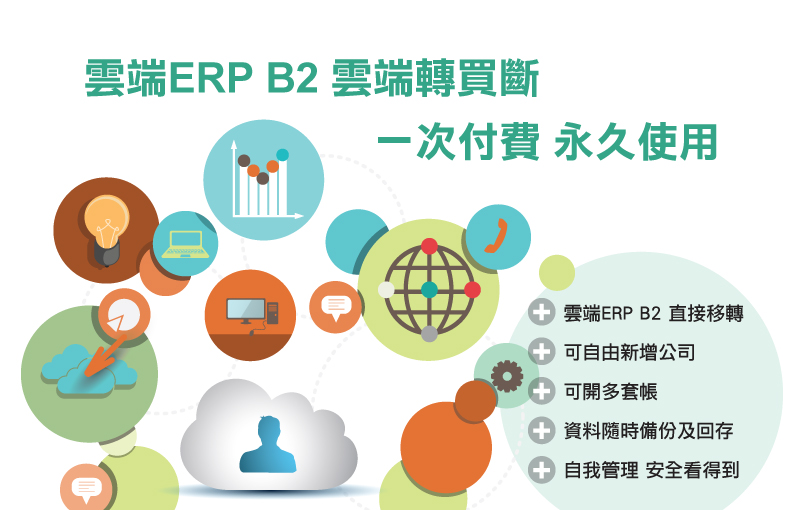 雲端ERP B2 雲端轉買斷
一次付費 永久使用
雲端ERP B2 直接移轉
可自由新增公司
可開多套帳
資料隨時備份及回存
自我管理 安全看得到